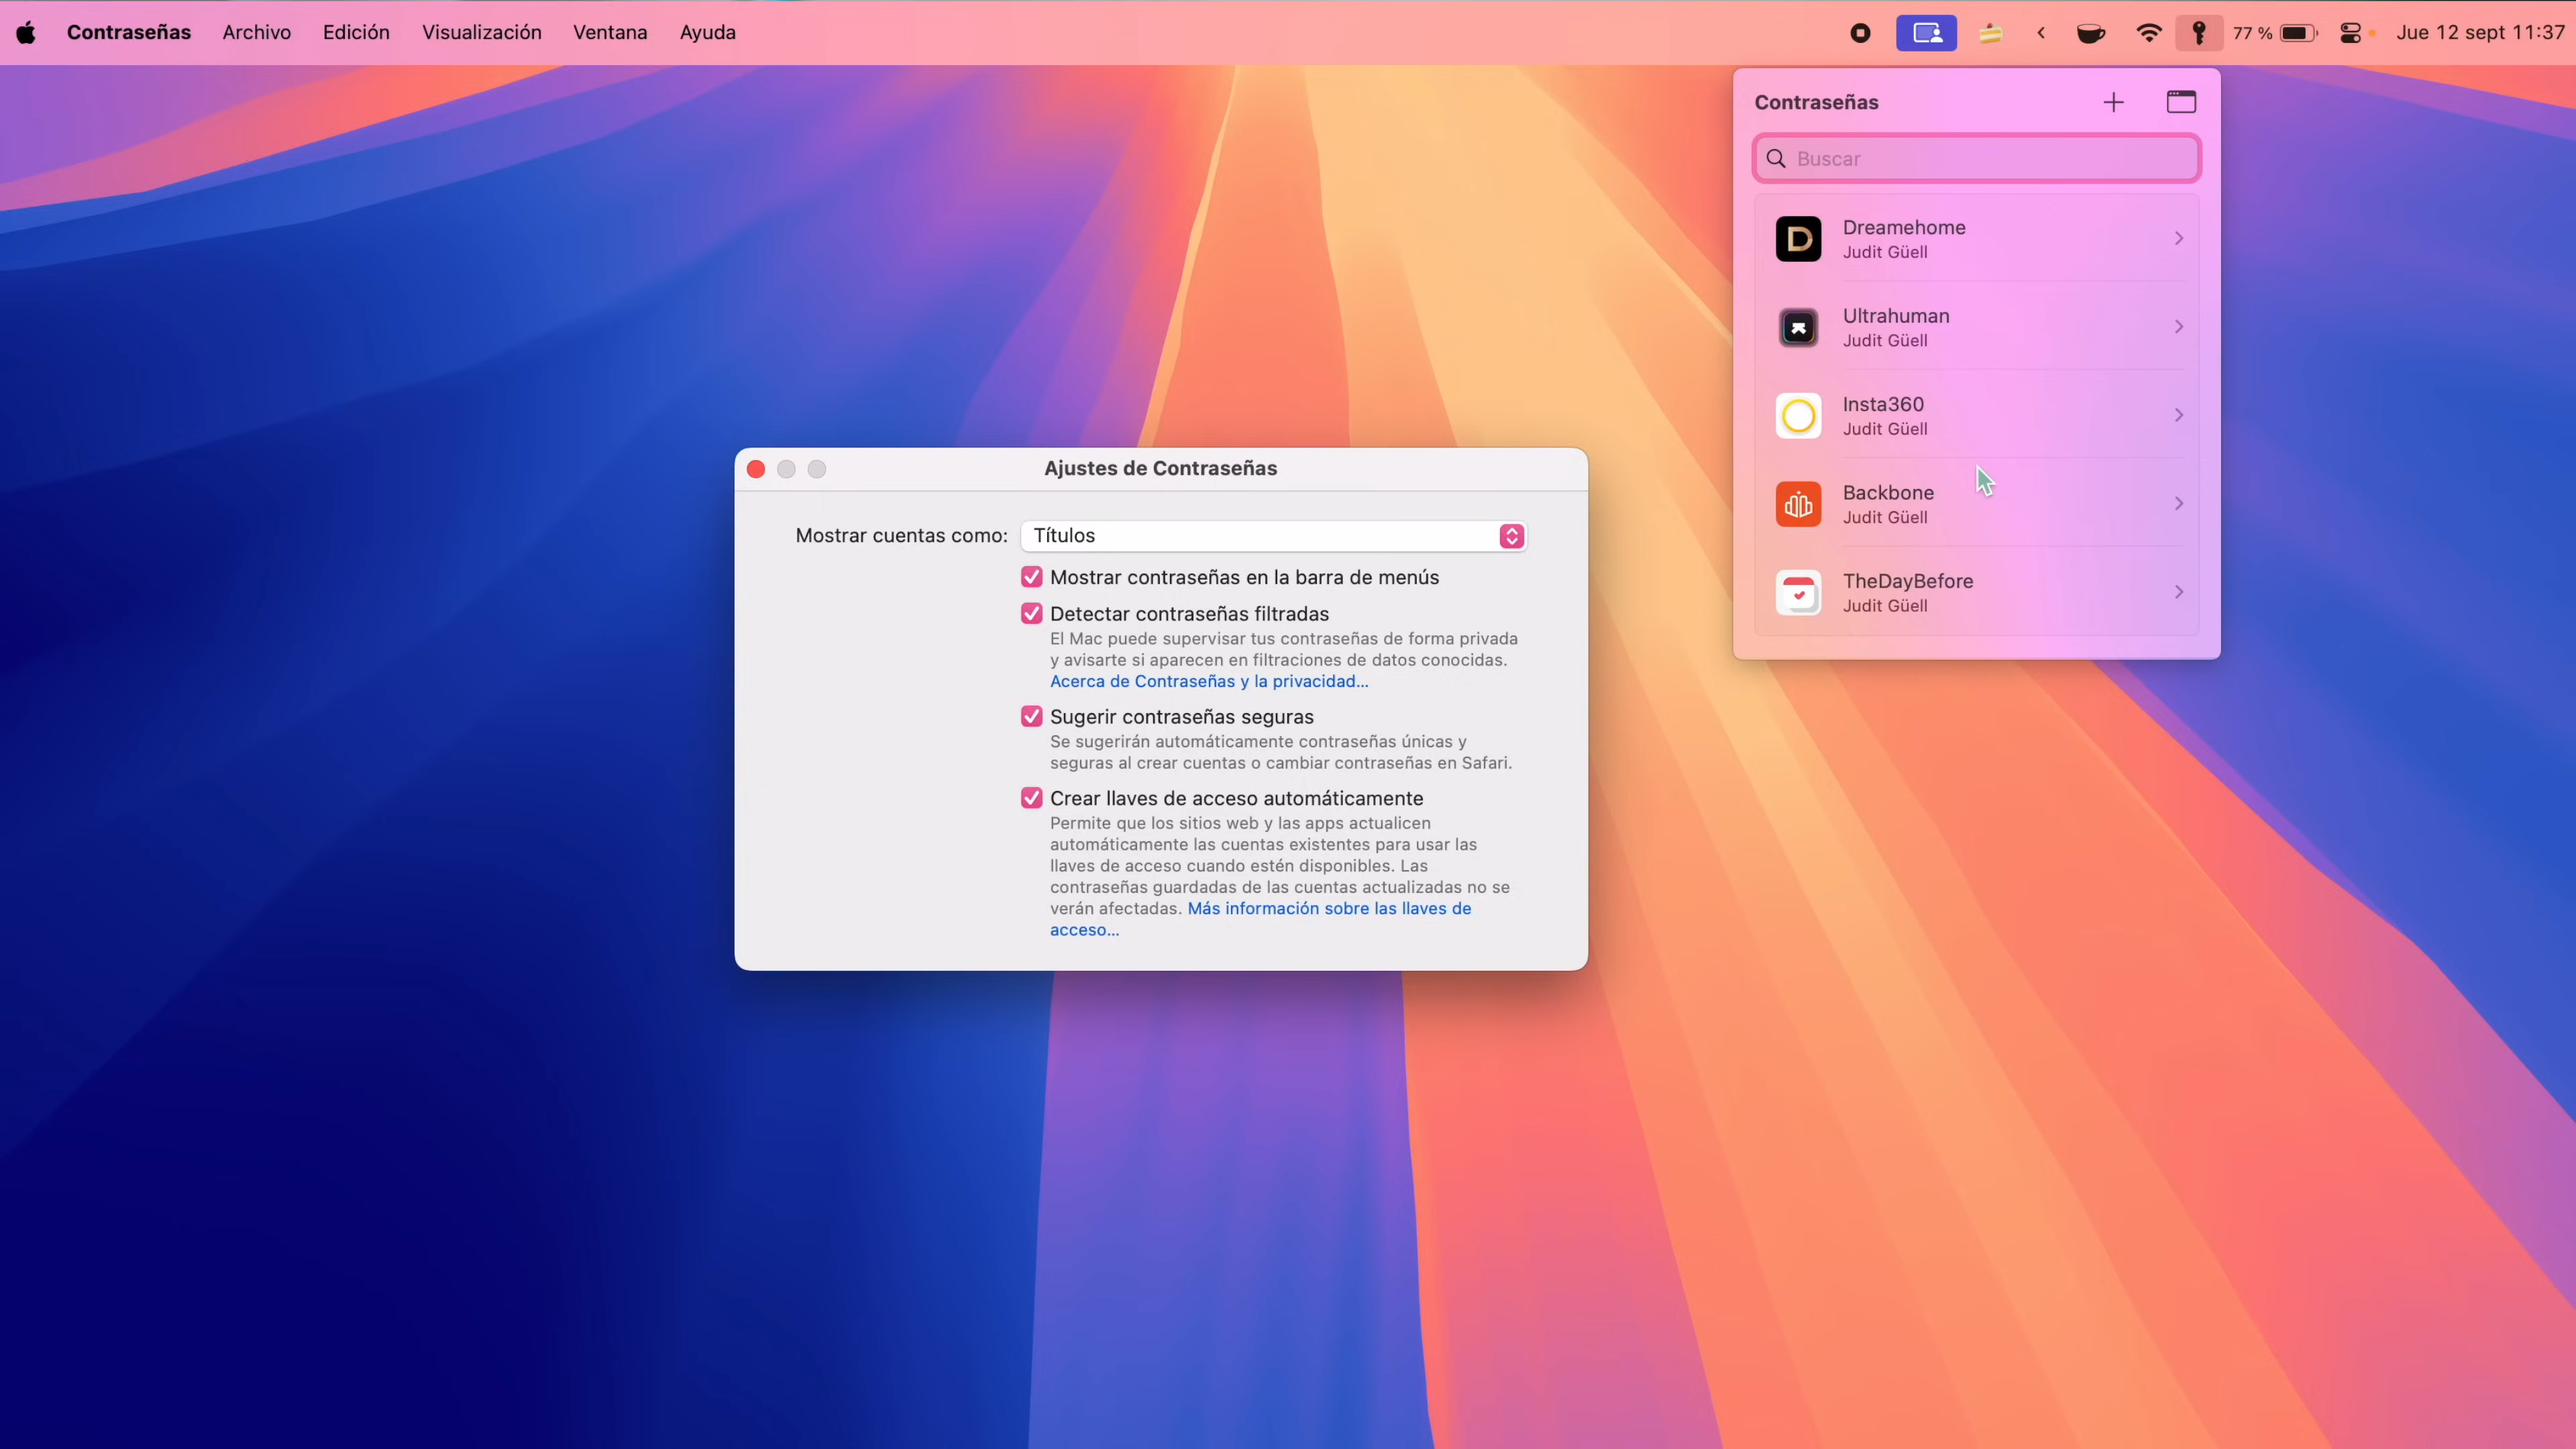 Contraseñas Archivo Edición Visualización Ventana Ayuda
77 % Jue 12 sept 11:37
Contraseñas
Buscar
Dreamehome
Judit Güell
Ultrahuman
Judit Güell
Insta360
Judit Güell
Backbone
Judit Güell
TheDayBefore
Judit Güell
Ajustes de Contraseñas
Mostrar cuentas como: Títulos
Mostrar contraseñas en la barra de menús
Detectar contraseñas filtradas
El Mac puede supervisar tus contraseñas de forma privada
y avisarte si aparecen en filtraciones de datos conocidas.
Acerca de Contraseñas y la privacidad...
Sugerir contraseñas seguras
Se sugerirán automáticamente contraseñas únicas y
seguras al crear cuentas o cambiar contraseñas en Safari.
Crear llaves de acceso automáticamente
Permite que los sitios web y las apps actualicen
automáticamente las cuentas existentes para usar las
llaves de acceso cuando estén disponibles. Las
contraseñas guardadas de las cuentas actualizadas no se
verán afectadas. Más información sobre las llaves de
acceso...